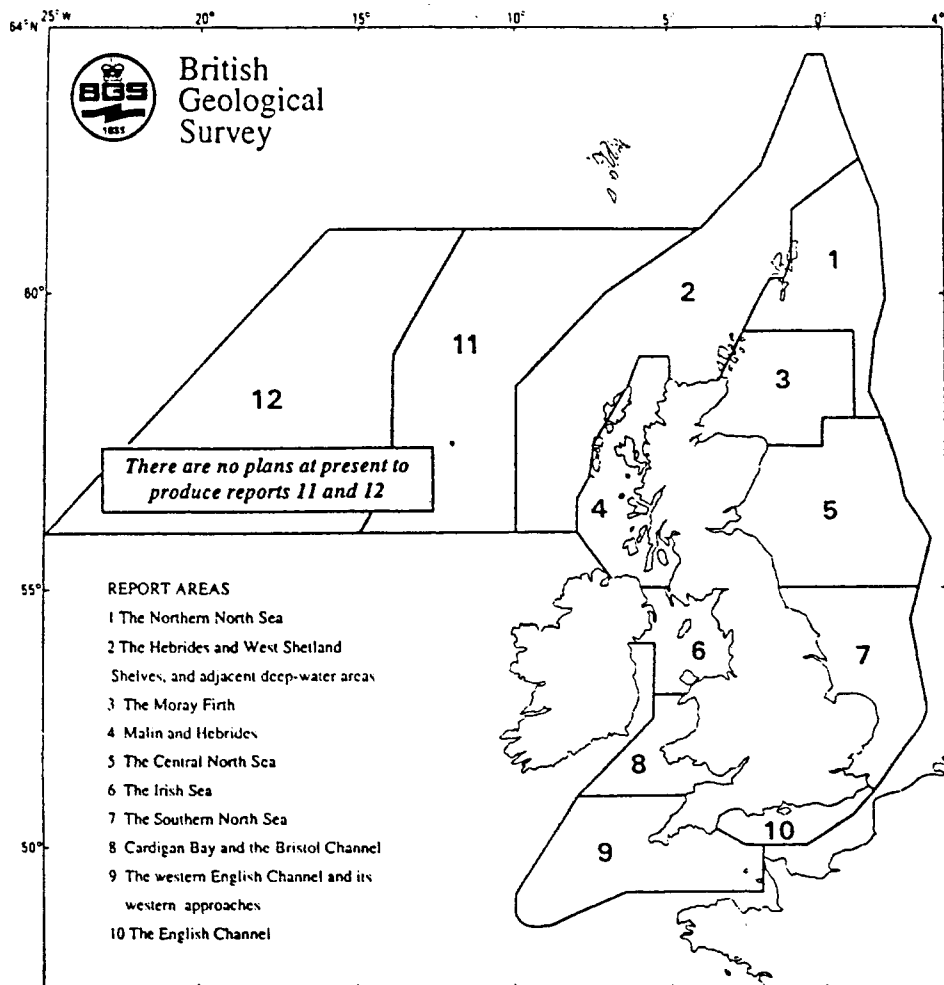 64°N 25°W 20° 15° 10° 5° 0° 4°
BGS
1835
British
Geological
Survey
1
60°
2
11
3
12
There are no plans at present to
produce reports 11 and 12
4
5
55°
REPORT AREAS
1 The Northern North Sea
2 The Hebrides and West Shetland
Shelves, and adjacent deep-water areas
3 The Moray Firth
4 Malin and Hebrides
5 The Central North Sea
6 The Irish Sea
7 The Southern North Sea
8 Cardigan Bay and the Bristol Channel
9 The western English Channel and its
western approaches
10 The English Channel
6
7
8
50°
9
10